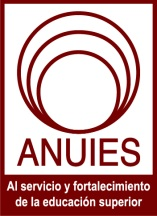 ANUIES
Al servicio y fortalecimiento
de la educación superior